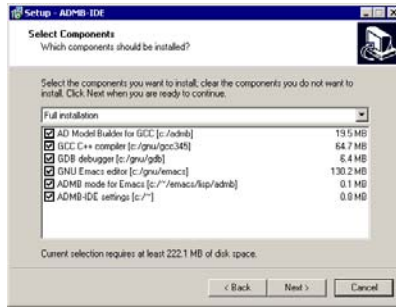 Setup - ADMB-IDE
Select Components
Which components should be installed?
Select the components you want to install; clear the components you do not want to
install. Click Next when you are ready to continue.
Full installation
AD Model Builder for GCC [c:/admb] 19.5 MB
GCC C++ compiler [c:/gnu/gcc345] 64.7 MB
GDB debugger [c:/gnu/gdb] 6.4 MB
GNU Emacs editor [c:/gnu/emacs] 130.2 MB
ADMB mode for Emacs [c:/~/emacs/lisp/admb] 0.1 MB
ADMB-IDE settings [c:/~] 0.8 MB
Current selection requires at least 222.1 MB of disk space.
< Back Next > Cancel